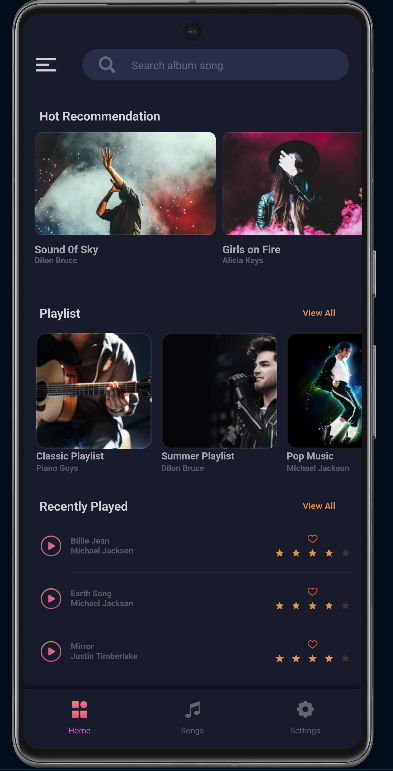 Search album song
Hot Recommendation
Sound Of Sky
Dilon Bruce
Girls on Fire
Alicia Keys
Playlist
View All
Classic Playlist
Piano Guys
Summer Playlist
Dilon Bruce
Pop Music
Michael Jackson
Recently Played
View All
Billie Jean
Michael Jackson
Earth Song
Michael Jackson
Mirror
Justin Timberlake
Home
Songs
Settings